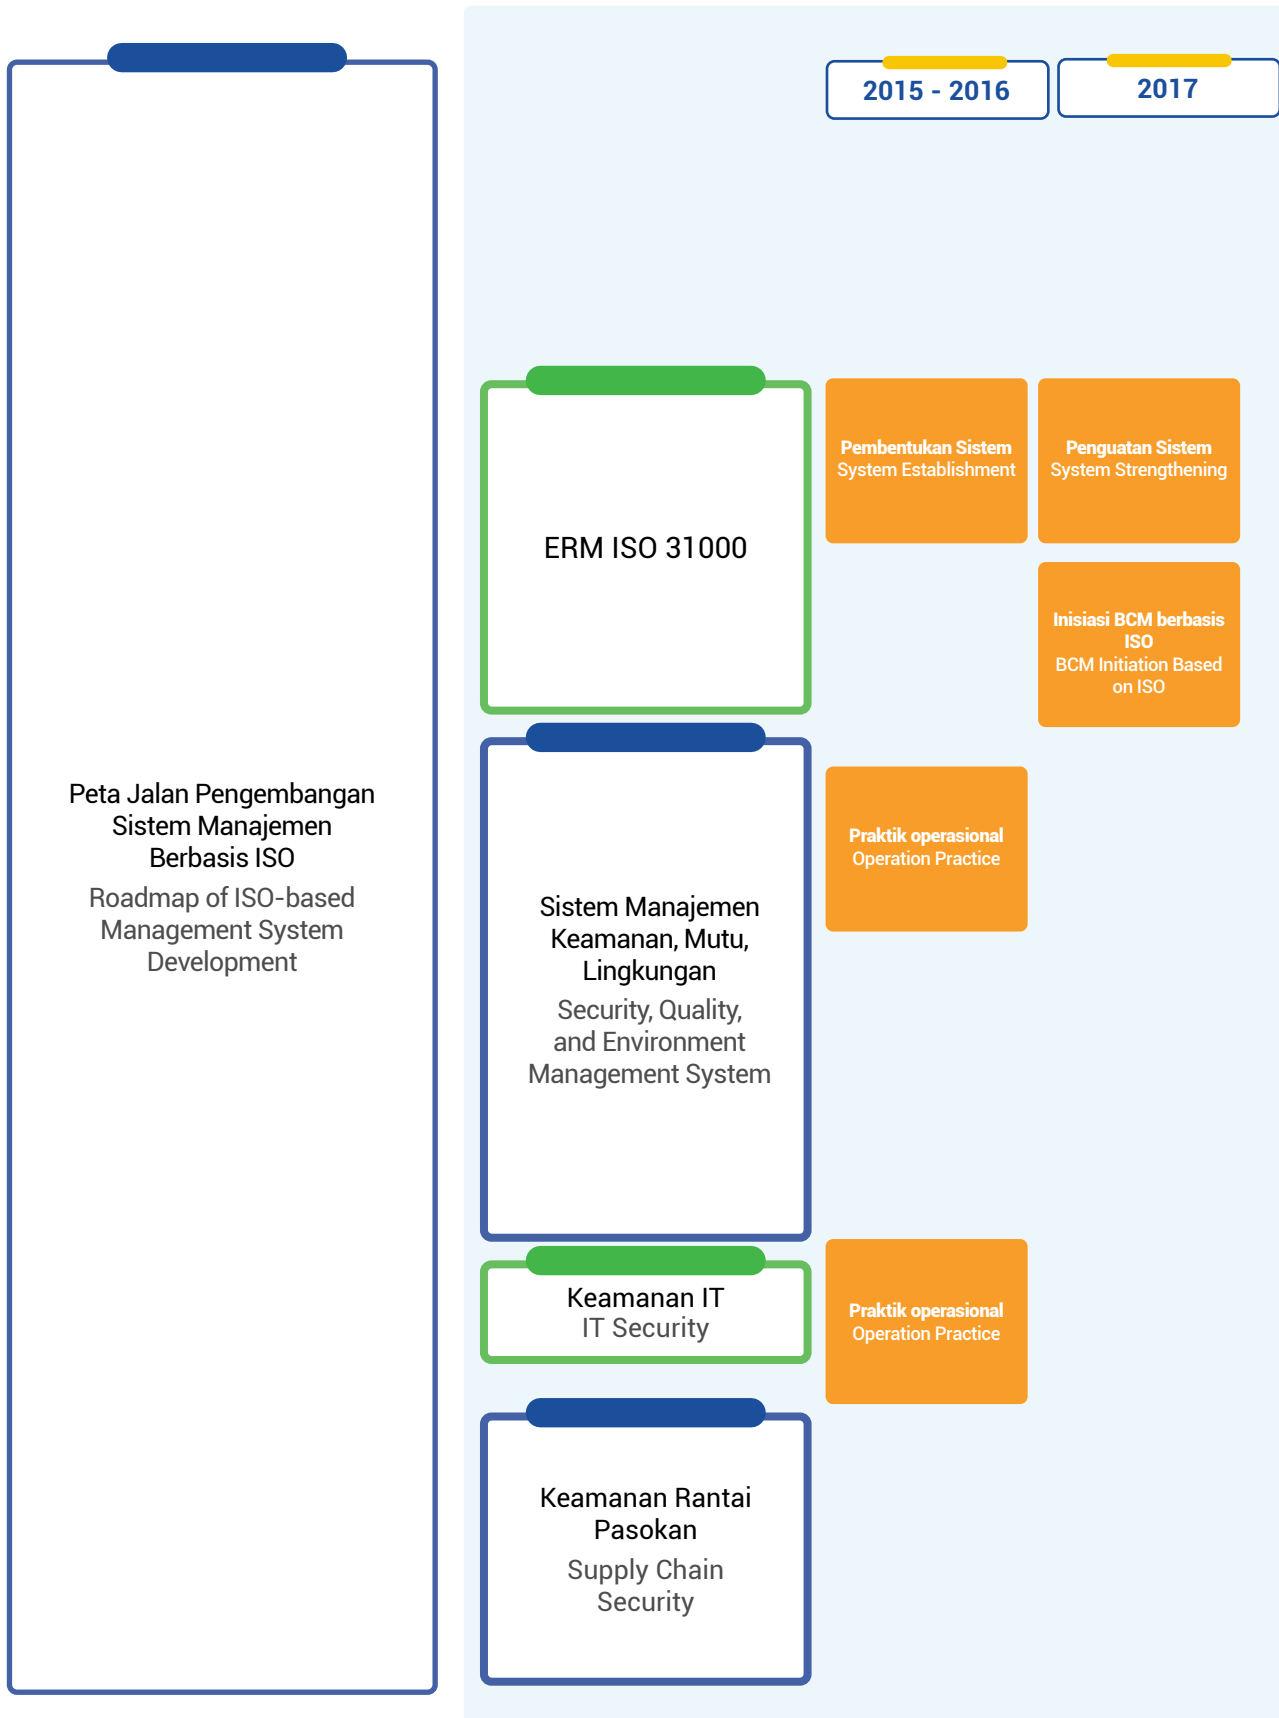 2015 - 2016
2017
Peta Jalan Pengembangan
Sistem Manajemen
Berbasis ISO
Roadmap of ISO-based
Management System
Development
ERM ISO 31000
Pembentukan Sistem
System Establishment
Penguatan Sistem
System Strengthening
Inisiasi BCM berbasis
ISO
BCM Initiation Based
on ISO
Sistem Manajemen
Keamanan, Mutu,
Lingkungan
Security, Quality,
and Environment
Management System
Praktik operasional
Operation Practice
Keamanan IT
IT Security
Praktik operasional
Operation Practice
Keamanan Rantai
Pasokan
Supply Chain
Security